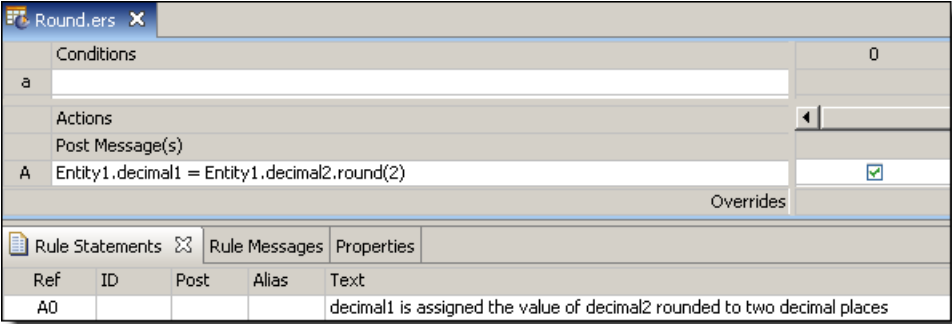 Round.ers
Conditions 0
a
Actions
Post Message(s)
A Entity1.decimal1 = Entity1.decimal2.round(2)
Overrides
Rule Statements Rule Messages Properties
Ref ID Post Alias Text
A0 decimal1 is assigned the value of decimal2 rounded to two decimal places